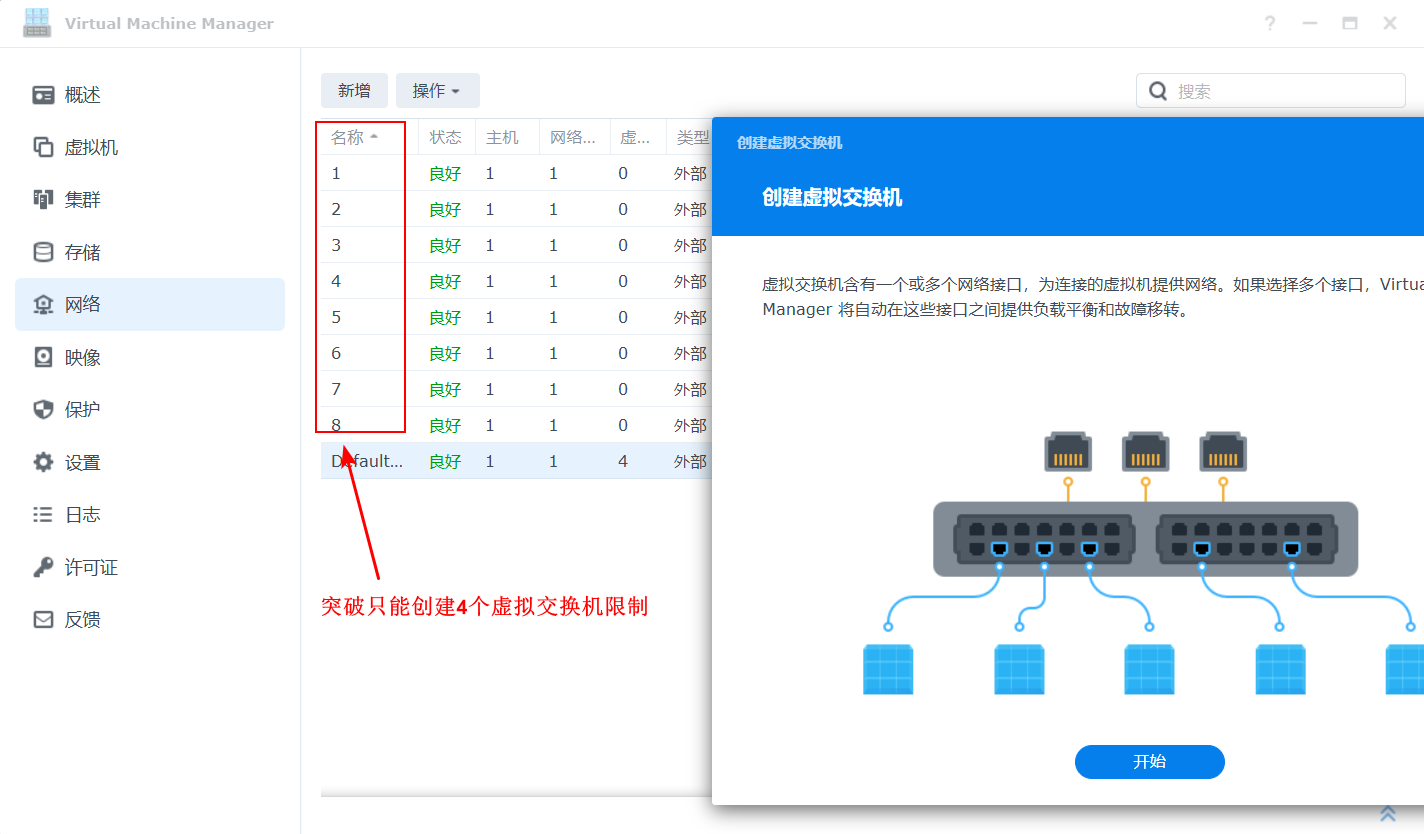 Virtual Machine Manager
概述
虚拟机
集群
存储
网络
映像
保护
设置
日志
许可证
反馈
新增 操作
搜索
名称 状态 主机 网络... 虚... 类型
1 良好 1 1 0 外部
2 良好 1 1 0 外部
3 良好 1 1 0 外部
4 良好 1 1 0 外部
5 良好 1 1 0 外部
6 良好 1 1 0 外部
7 良好 1 1 0 外部
8 良好 1 1 0 外部
Default... 良好 1 1 4 外部
突破只能创建4个虚拟交换机限制
创建虚拟交换机
创建虚拟交换机
虚拟交换机含有一个或多个网络接口，为连接的虚拟机提供网络。如果选择多个接口，Virtua
Manager 将自动在这些接口之间提供负载平衡和故障移转。
开始